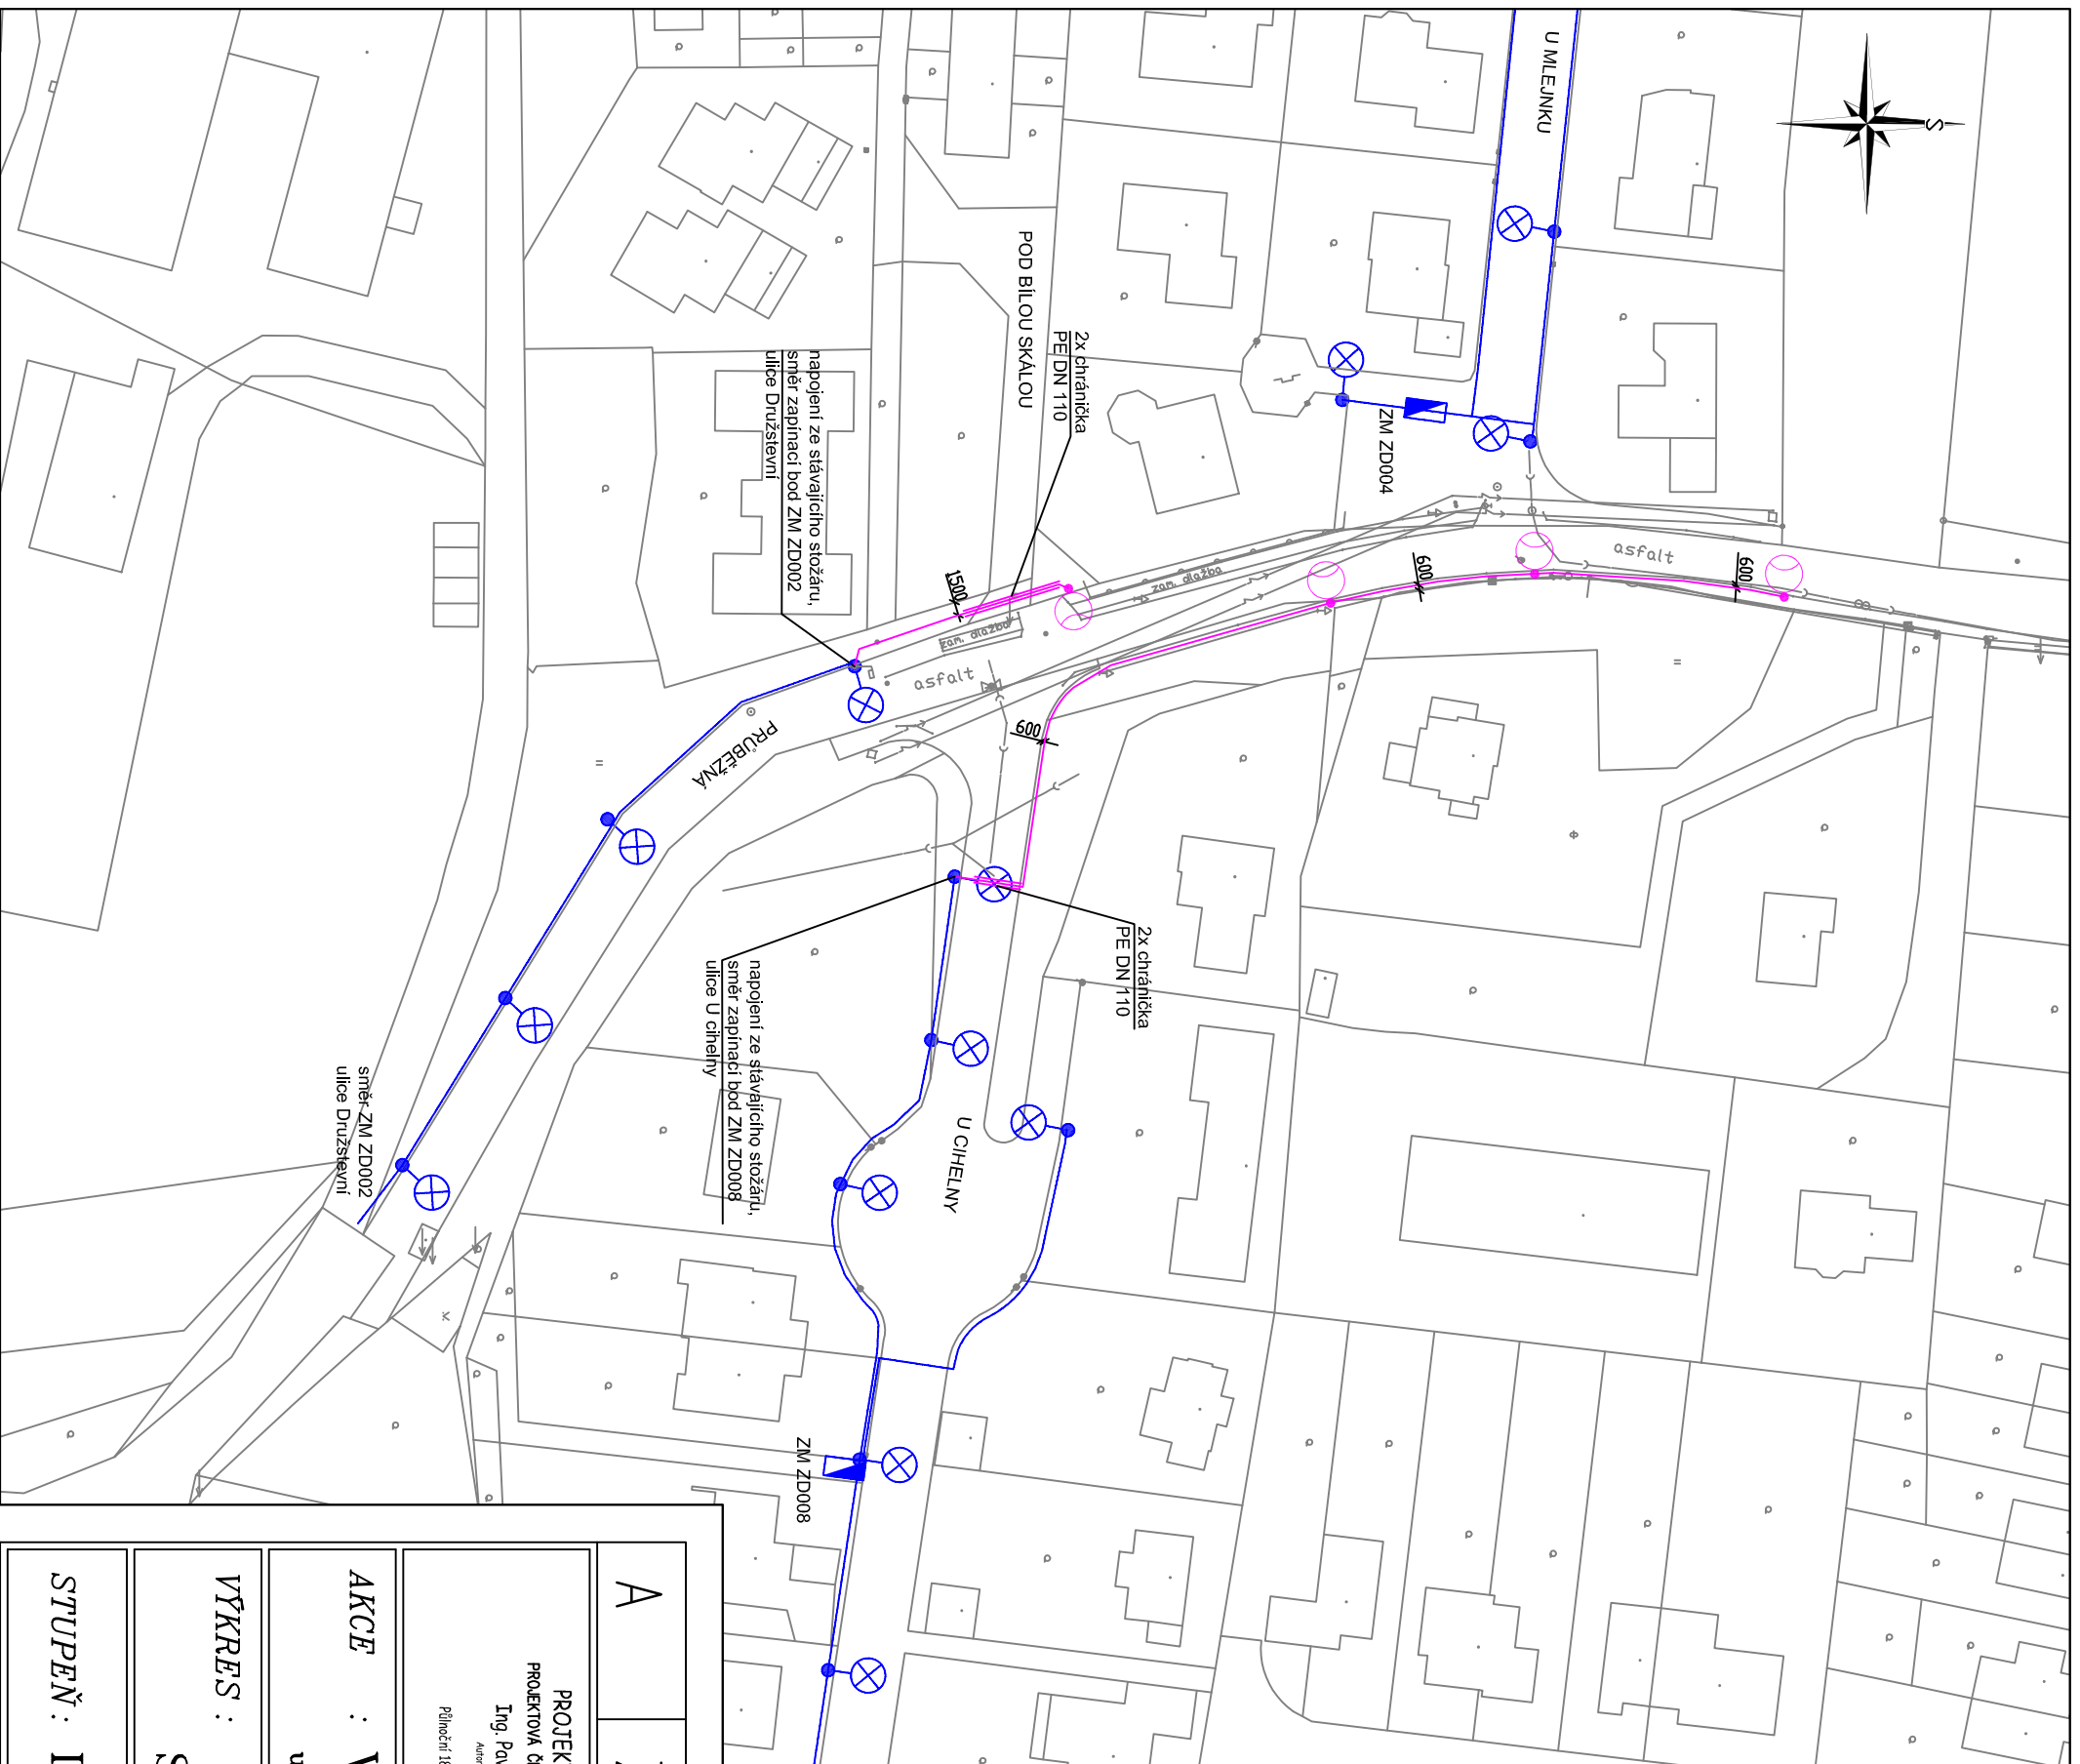 U MLEJNKU
S
POD BÍLOU SKÁLOU
2x chránička
PE DN 110
ZM ZD004
napojení ze stávajícího stožáru,
směr zapínací bod ZM ZD002
ulice Družstevní
asfalt
600
600
zam. dlažba
1500
zam. dlažba
asfalt
600
PRŮBĚŽNÁ
2x chránička
PE DN 110
napojení ze stávajícího stožáru,
směr zapínací bod ZM ZD008
ulice U cihelny
směr ZM ZD002
ulice Družstevní
U CIHELNY
ZM ZD008
A
PROJEK
PROJEKTOVÁ
Ing. Pav
Autor
Půlnoční
AKCE :
VÝKRES :
STUPEŇ :